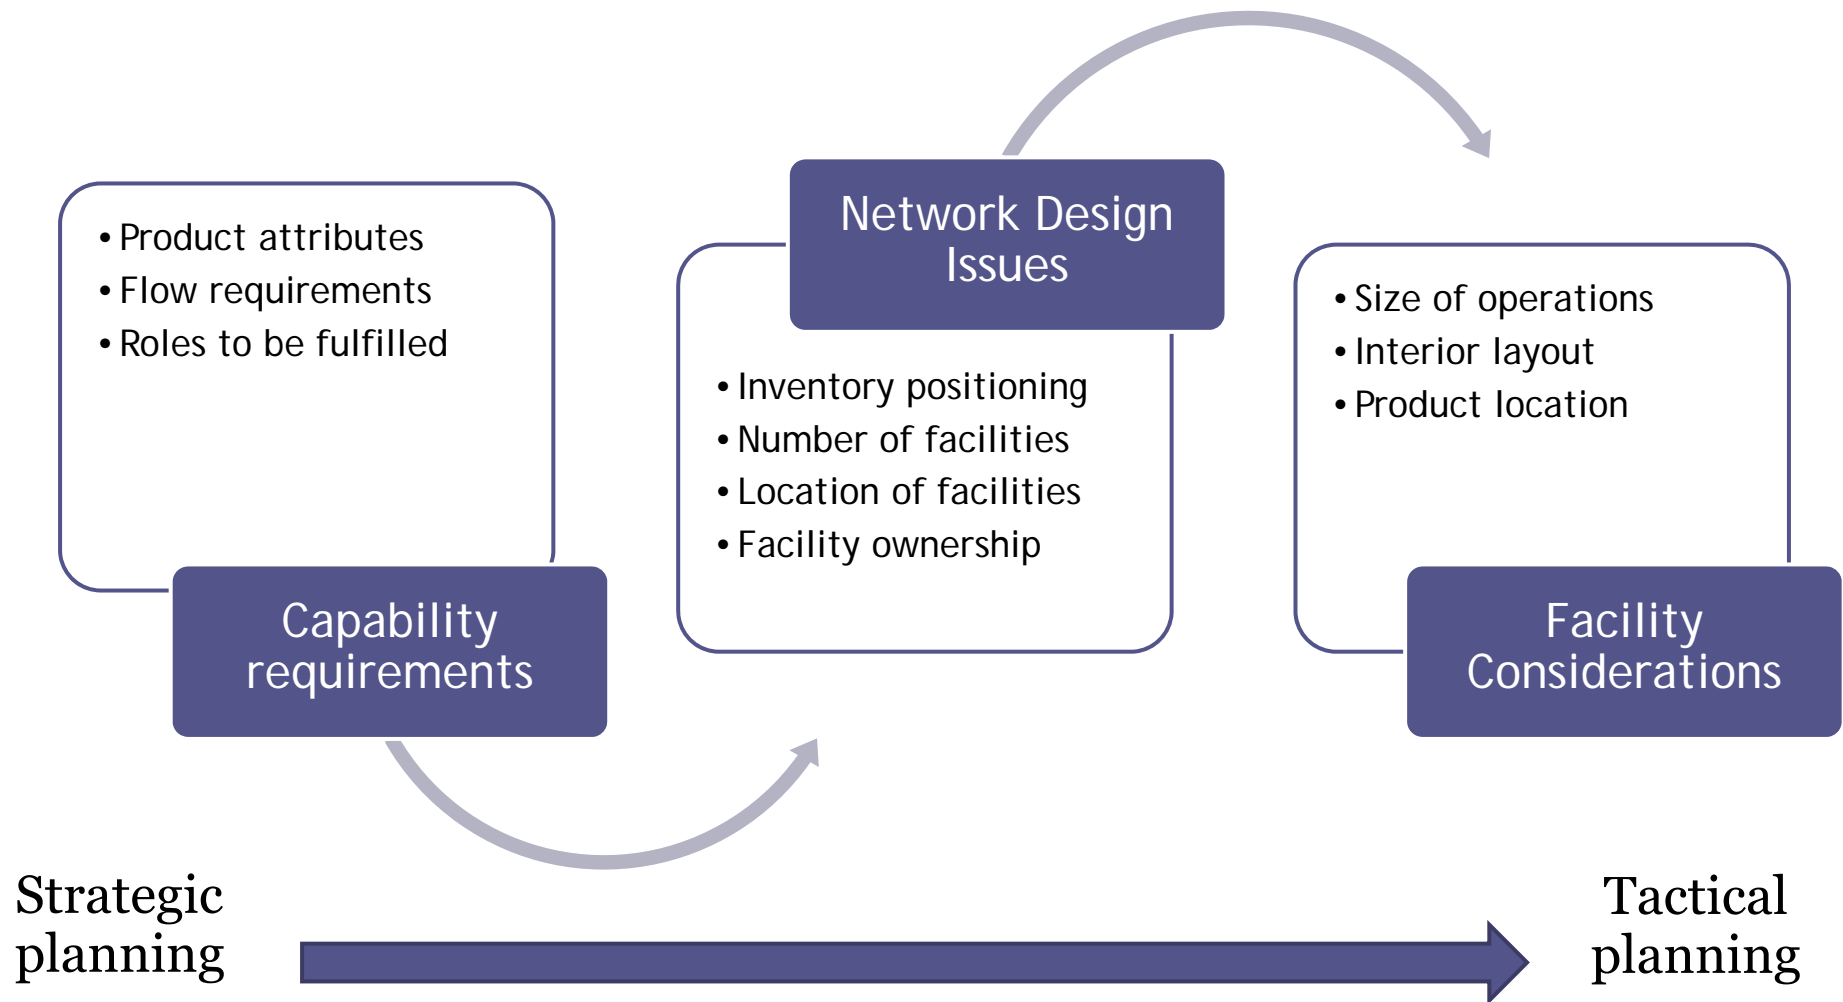 • Product attributes
• Flow requirements
• Roles to be fulfilled
Capability
requirements
Network Design
Issues
• Inventory positioning
• Number of facilities
• Location of facilities
• Facility ownership
• Size of operations
• Interior layout
• Product location
Facility
Considerations
Strategic
planning
Tactical
planning